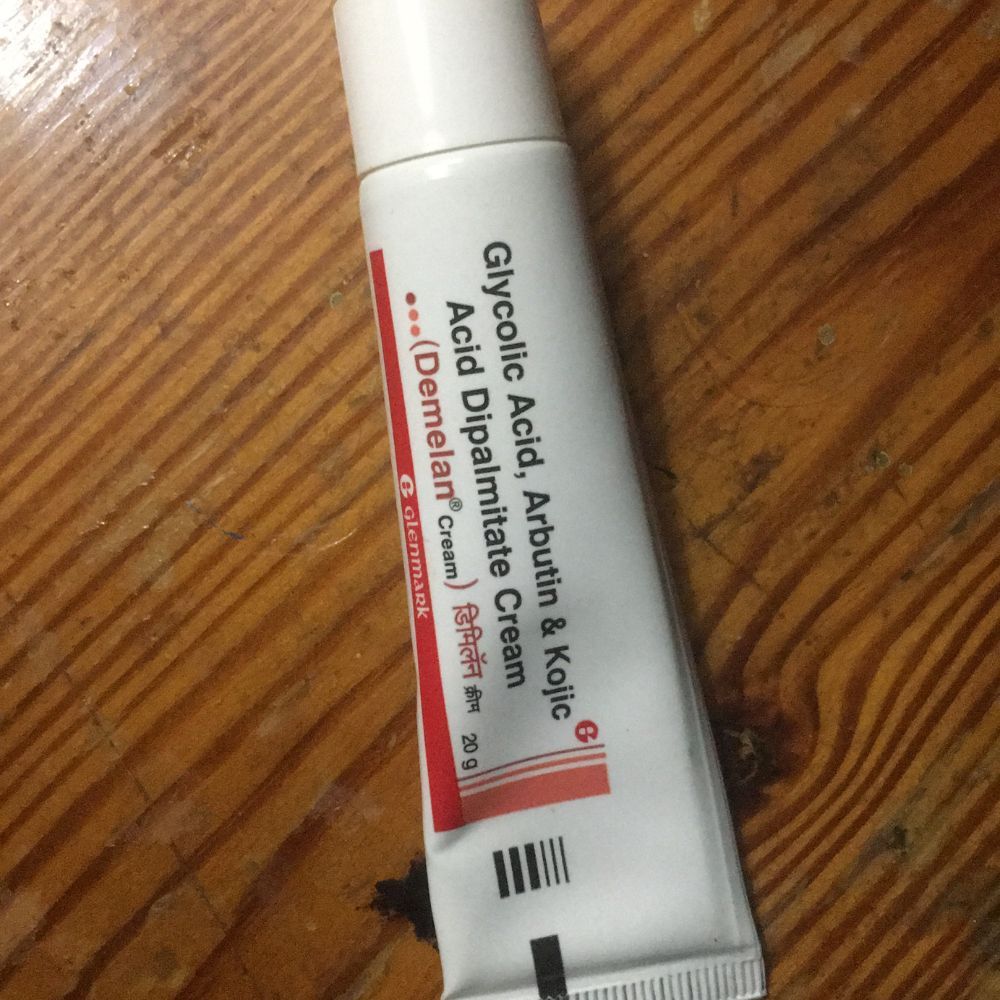 Glycolic Acid, Arbutin & Kojic
Acid Dipalmitate Cream
(Demelan® Cream) डिमिलॅन क्रीम 20 g
Glenmark